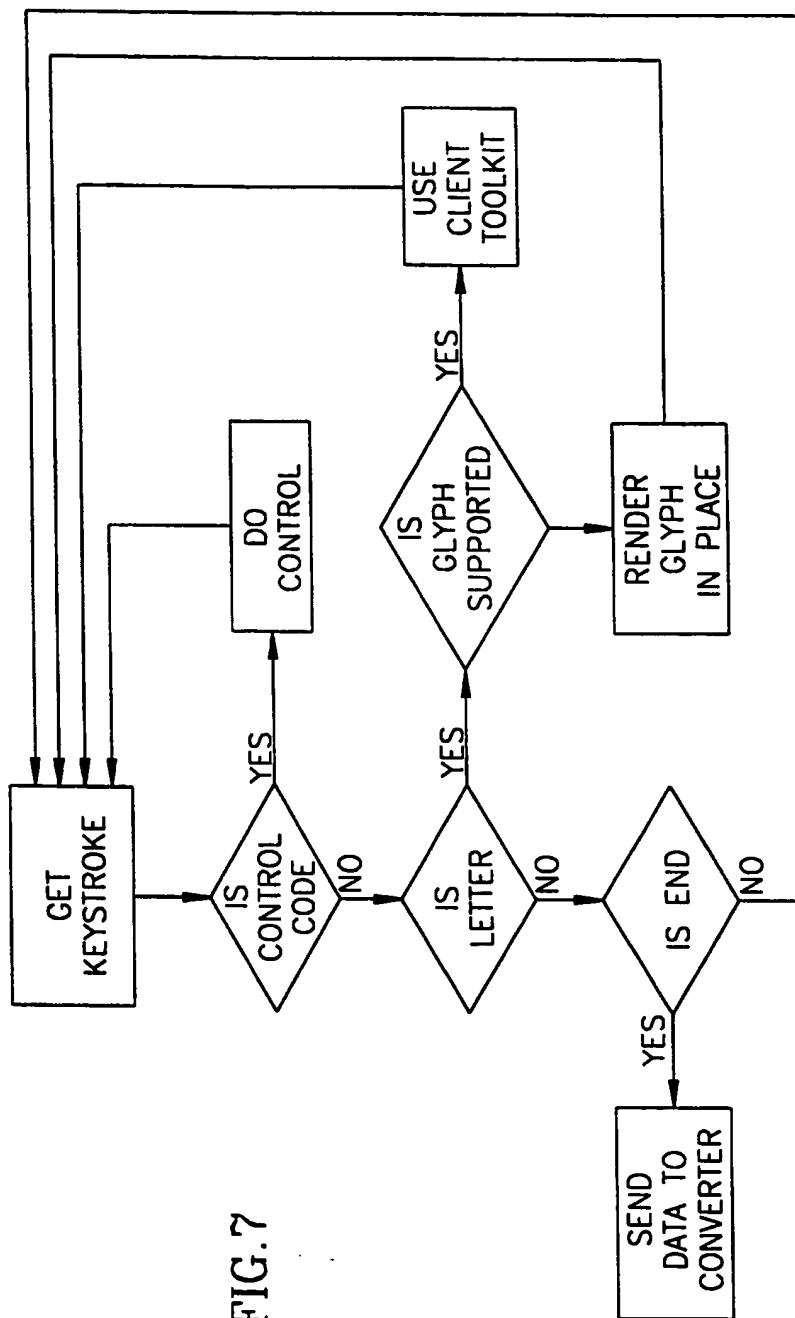 GET
KEYSTROKE
IS
CONTROL
CODE
YES
DO
CONTROL
NO
IS
LETTER
YES
IS
GLYPH
SUPPORTED
YES
USE
CLIENT
TOOLKIT
RENDER
GLYPH
IN PLACE
NO
IS END
YES
SEND
DATA TO
CONVERTER
NO
FIG.7